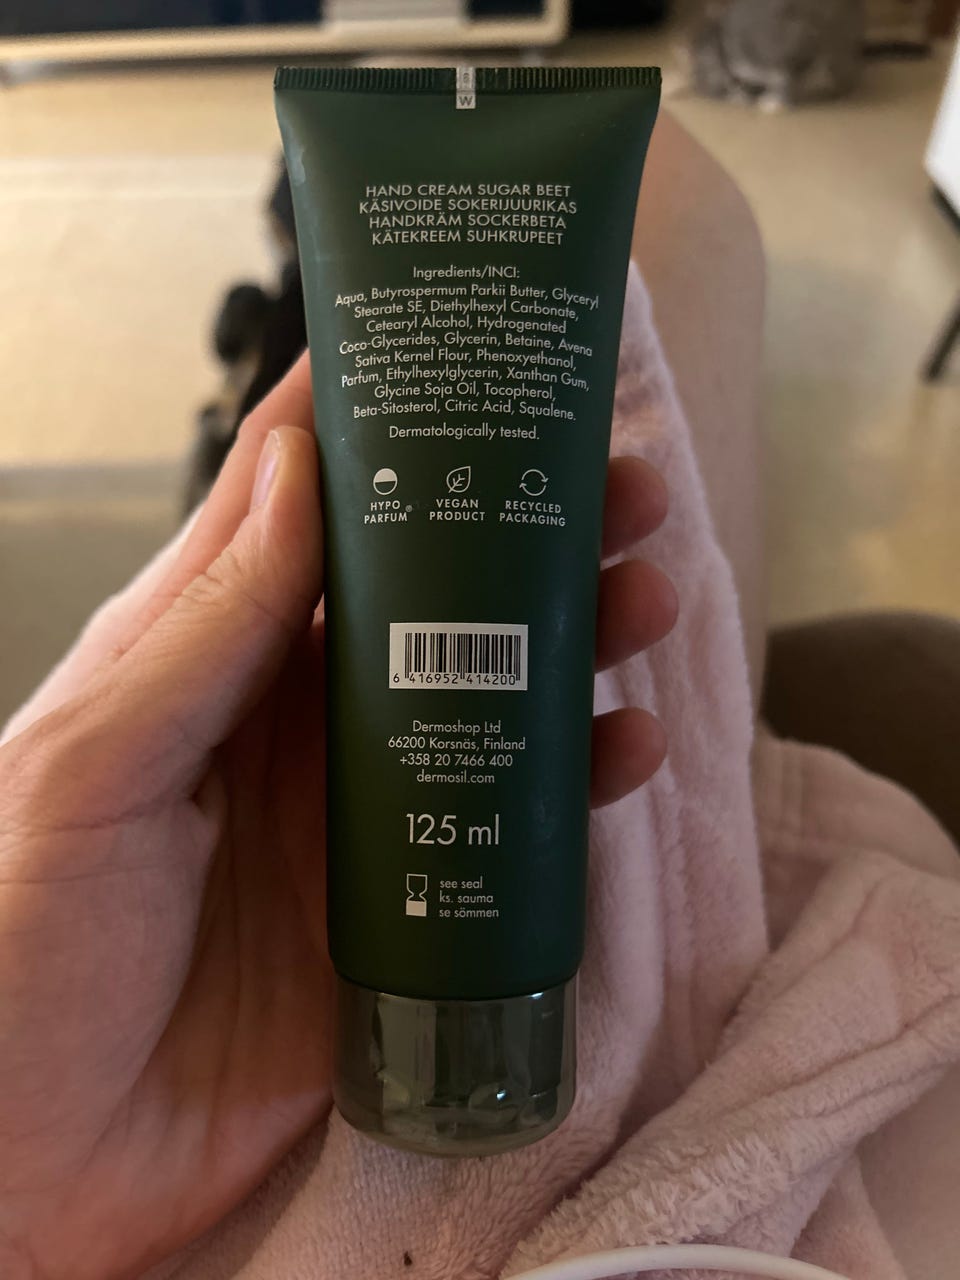 W
HAND CREAM SUGAR BEET
KÄSIVOIDE SOKERIJUURIKAS
HANDKRÄM SOCKERBETA
KÄTEKREEM SUHKRUPEET
Ingredients/INCI:
Aqua, Butyrospermum Parkii Butter, Glyceryl
Stearate SE, Diethylhexyl Carbonate,
Cetearyl Alcohol, Hydrogenated
Coco-Glycerides, Glycerin, Betaine, Avena
Sativa Kernel Flour, Phenoxyethanol,
Parfum, Ethylhexylglycerin, Xanthan Gum,
Glycine Soja Oil, Tocopherol,
Beta-Sitosterol, Citric Acid, Squalene.
Dermatologically tested.
HYPO PARFUM®
VEGAN PRODUCT
RECYCLED PACKAGING
6 416952 414200
Dermoshop Ltd
66200 Korsnäs, Finland
+358 20 7466 400
dermosil.com
125 ml
see seal
ks. sauma
se sömmen